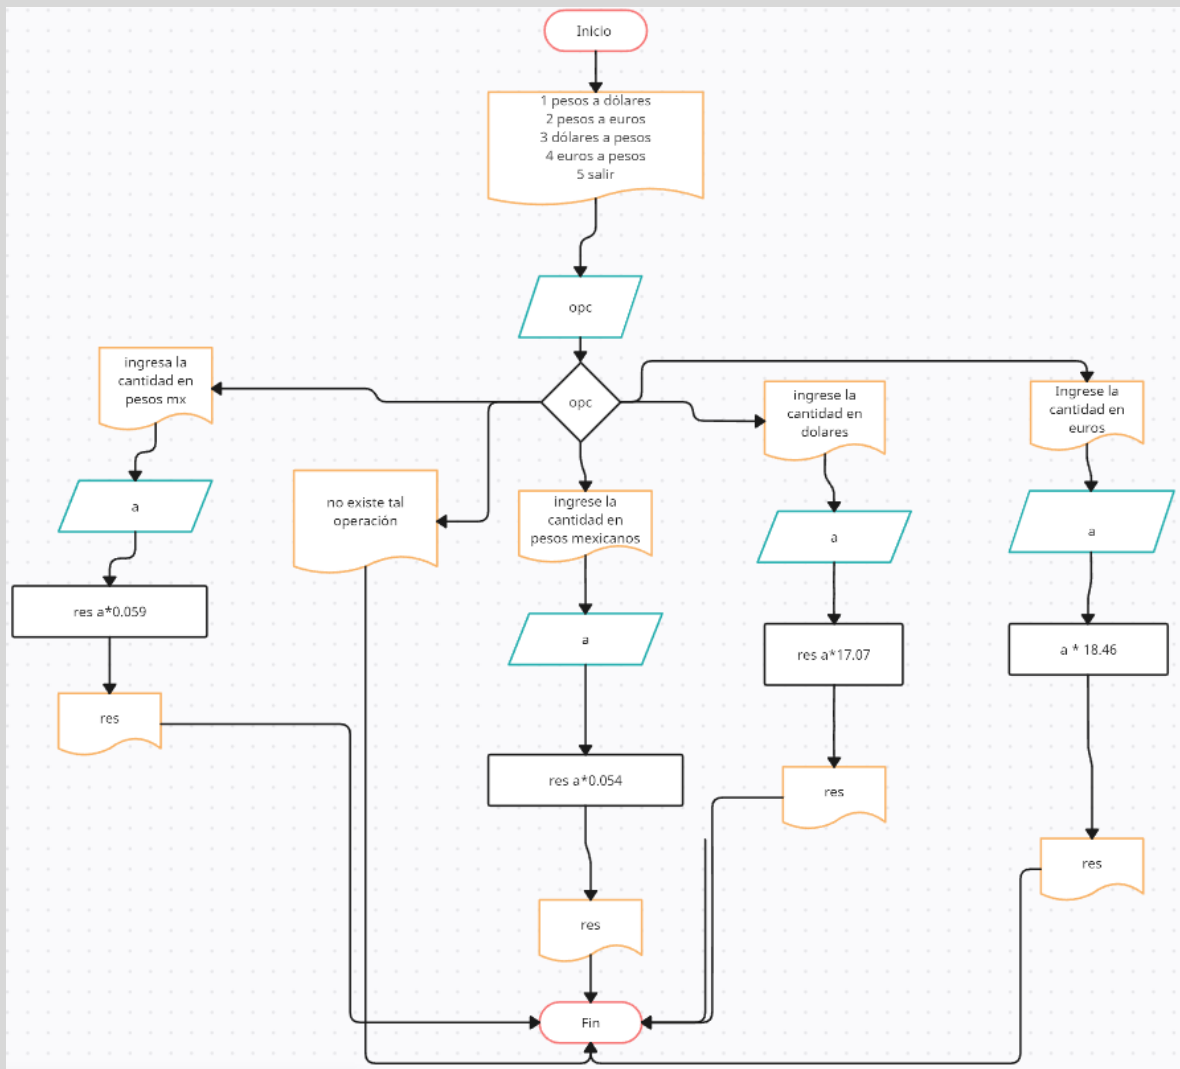 Inicio
1 pesos a dólares
2 pesos a euros
3 dólares a pesos
4 euros a pesos
5 salir
opc
opc
ingresa la
cantidad en
pesos mx
a
res a*0.059
res
no existe tal
operación
ingrese la
cantidad en
pesos mexicanos
a
res a*0.054
res
ingrese la
cantidad en
dolares
a
res a*17.07
res
Ingrese la
cantidad en
euros
a
a * 18.46
res
Fin